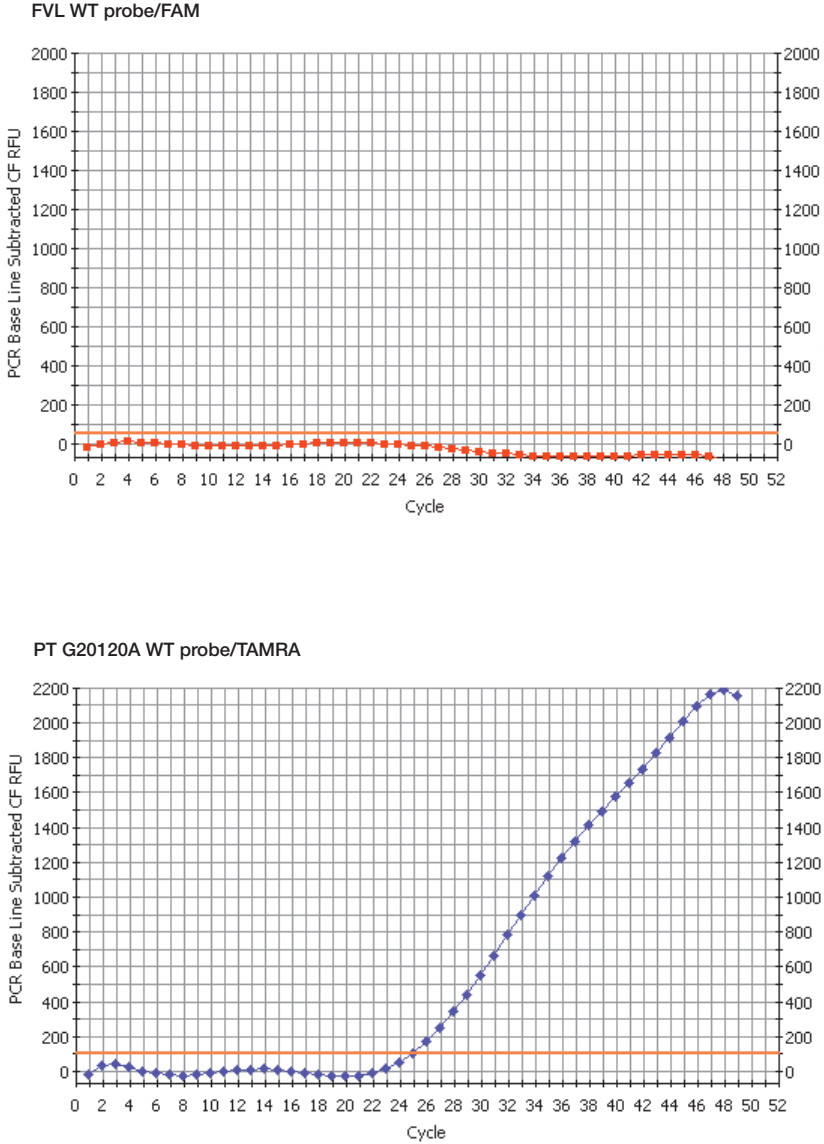 FVL WT probe/FAM
PCR Base Line Subtracted CF RFU
2000 2000
1800 1800
1600 1600
1400 1400
1200 1200
1000 1000
800 800
600 600
400 400
200 200
0 0
0 2 4 6 8 10 12 14 16 18 20 22 24 26 28 30 32 34 36 38 40 42 44 46 48 50 52
Cycle
PT G20120A WT probe/TAMRA
PCR Base Line Subtracted CF RFU
2200 2200
2000 2000
1800 1800
1600 1600
1400 1400
1200 1200
1000 1000
800 800
600 600
400 400
200 200
0 0
0 2 4 6 8 10 12 14 16 18 20 22 24 26 28 30 32 34 36 38 40 42 44 46 48 50 52
Cycle